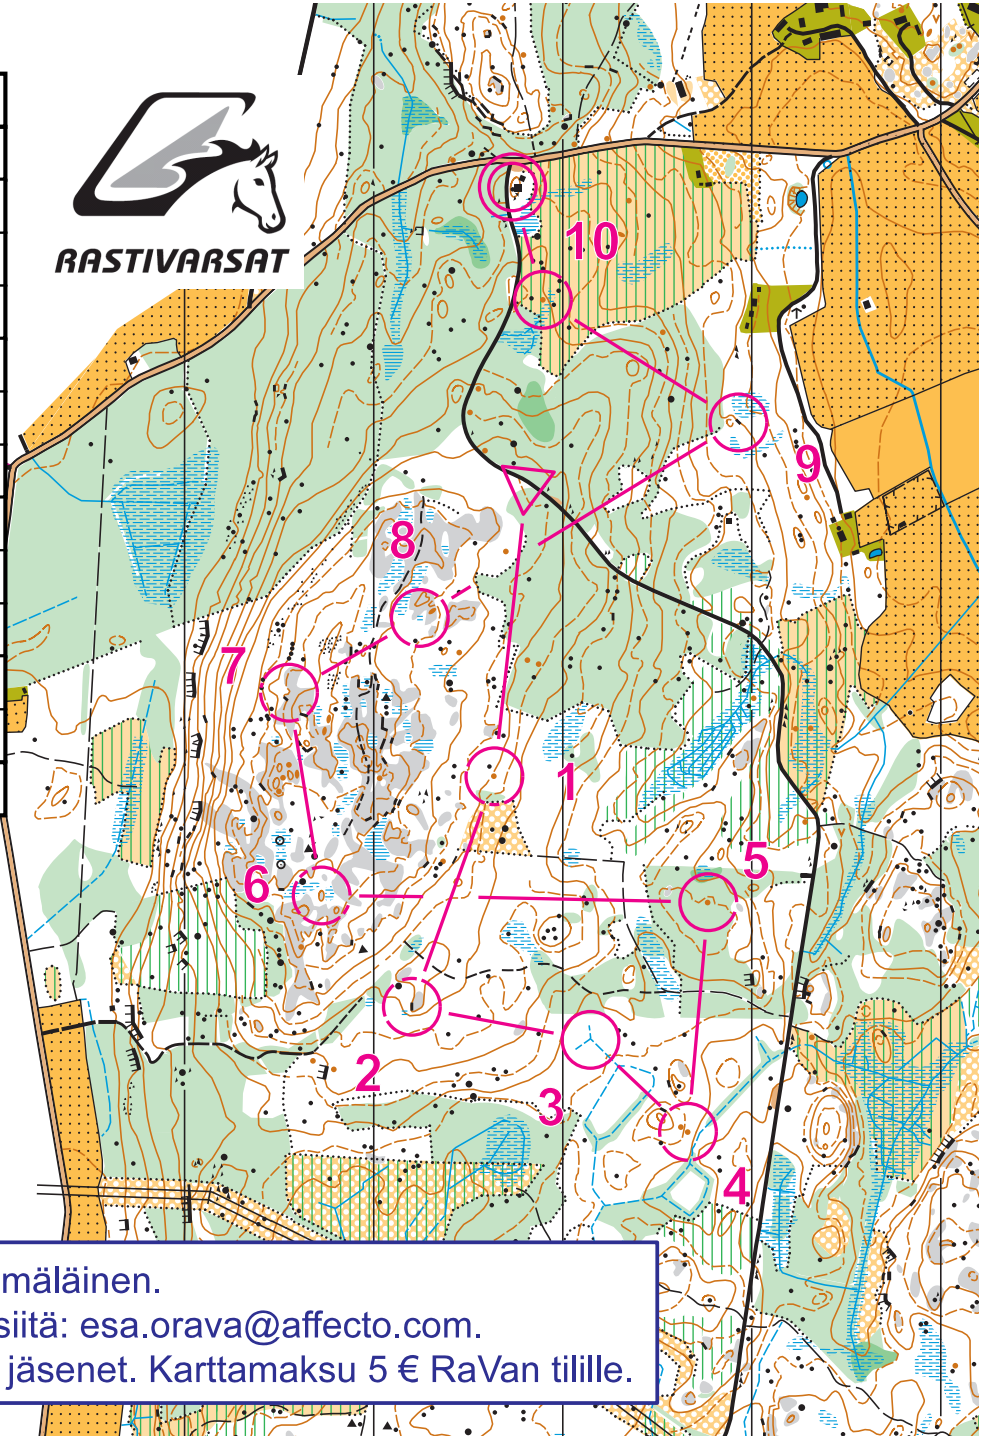 RASTIVARSAT
10
9
8
7
1
5
6
2
3
4
mäläinen.
siitä: esa.orava@affecto.com.
jäsenet. Karttamaksu 5 € RaVan tilille.